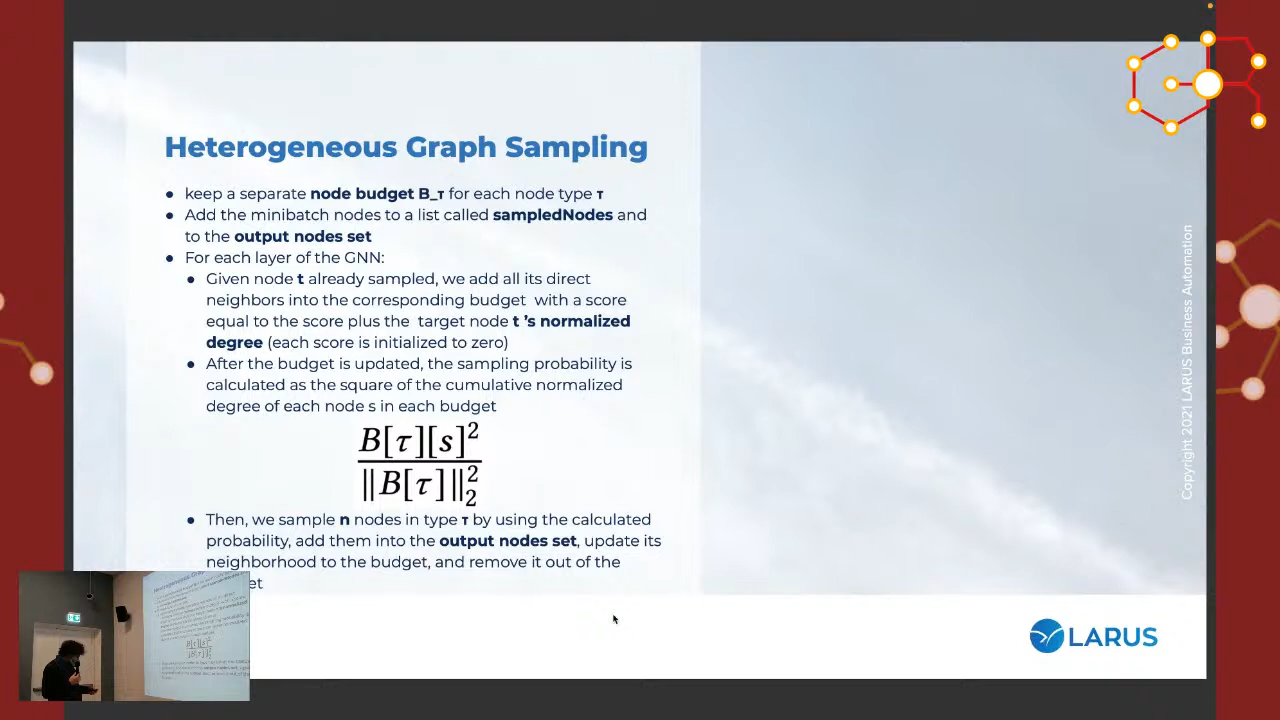 Heterogeneous Graph Sampling
● keep a separate node budget B_τ for each node type τ
● Add the minibatch nodes to a list called sampledNodes and
to the output nodes set
● For each layer of the GNN:
● Given node t already sampled, we add all its direct
neighbors into the corresponding budget with a score
equal to the score plus the target node t 's normalized
degree (each score is initialized to zero)
● After the budget is updated, the sampling probability is
calculated as the square of the cumulative normalized
degree of each node s in each budget
B[τ][s]²
‖B[τ]‖₂²
● Then, we sample n nodes in type τ by using the calculated
probability, add them into the output nodes set, update its
neighborhood to the budget, and remove it out of the
Copyright 2021 LARUS Business Automation
LARUS